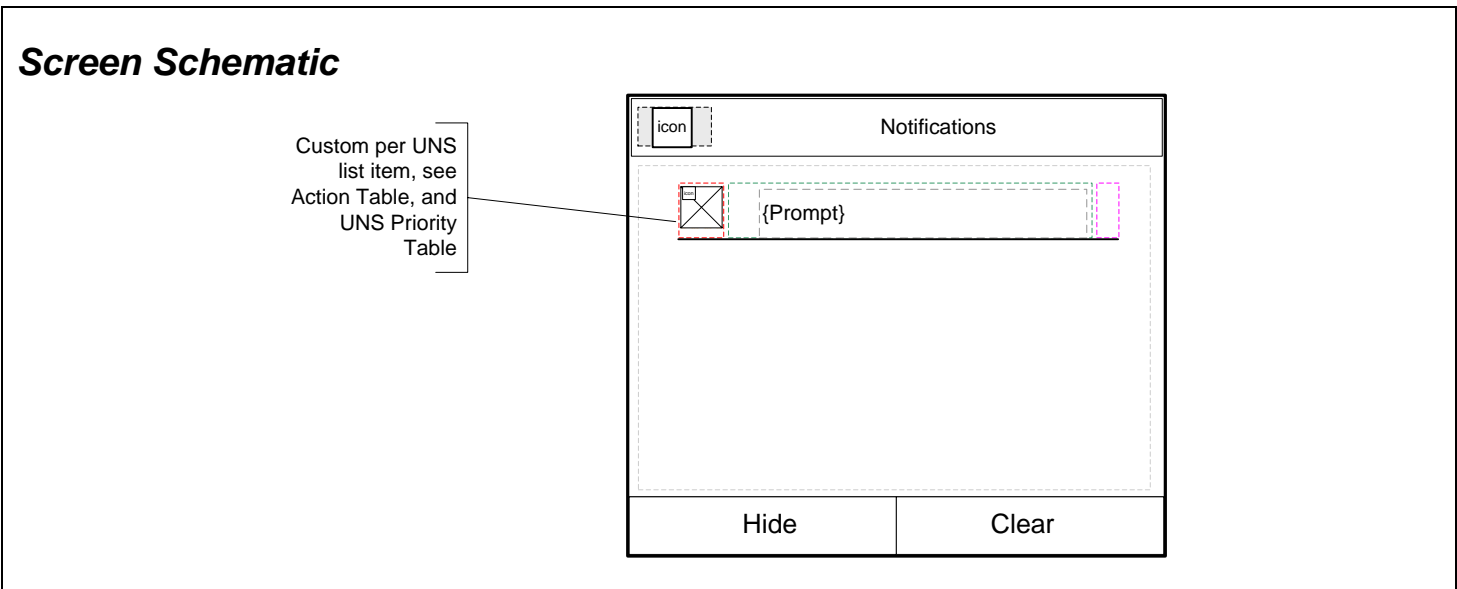 Screen Schematic
Custom per UNS
list item, see
Action Table, and
UNS Priority
Table
icon
Notifications
icon
{Prompt}
Hide
Clear